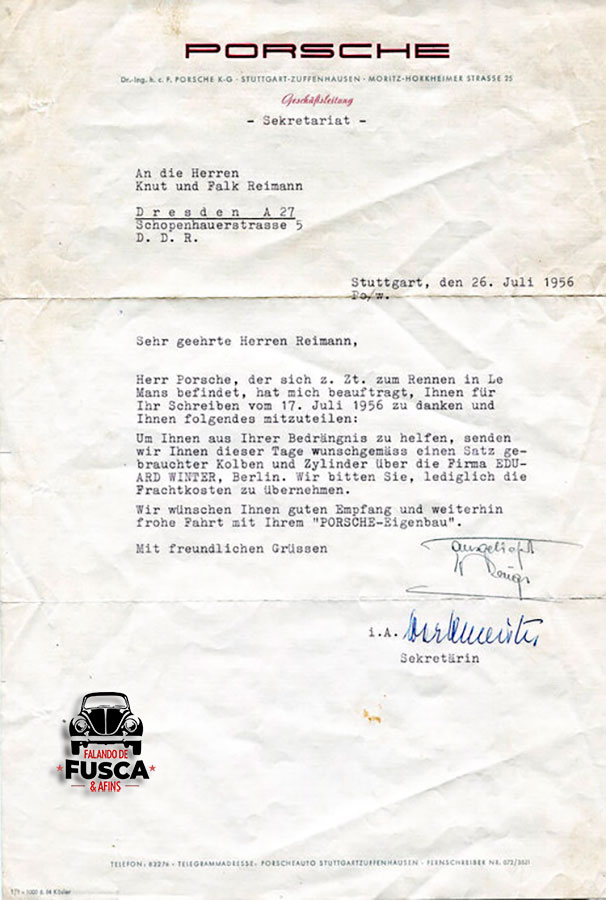 PORSCHE
Dr.-Ing. h. c. F. PORSCHE K-G · STUTTGART-ZUFFENHAUSEN · MORITZ-HORKHEIMER STRASSE 25
Geschäftsleitung
- Sekretariat -
An die Herren
Knut und Falk Reimann
Dresden A 27
Schopenhauerstrasse 5
D. D. R.
Stuttgart, den 26. Juli 1956
Po/w.
Sehr geehrte Herren Reimann,
Herr Porsche, der sich z. Zt. zum Rennen in Le
Mans befindet, hat mich beauftragt, Ihnen für
Ihr Schreiben vom 17. Juli 1956 zu danken und
Ihnen folgendes mitzuteilen:
Um Ihnen aus Ihrer Bedrängnis zu helfen, senden
wir Ihnen dieser Tage wunschgemäss einen Satz ge-
brauchter Kolben und Zylinder über die Firma EDU-
ARD WINTER, Berlin. Wir bitten Sie, lediglich die
Frachtkosten zu übernehmen.
Wir wünschen Ihnen guten Empfang und weiterhin
frohe Fahrt mit Ihrem "PORSCHE-Eigenbau".
Mit freundlichen Grüssen
i.A.
Sekretärin
FALANDO DE
FUSCA
& AFINS
TELEFON: 83276 · TELEGRAMMADRESSE: PORSCHEAUTO STUTTGARTZUFFENHAUSEN · FERNSCHREIBER NR. 072/3521